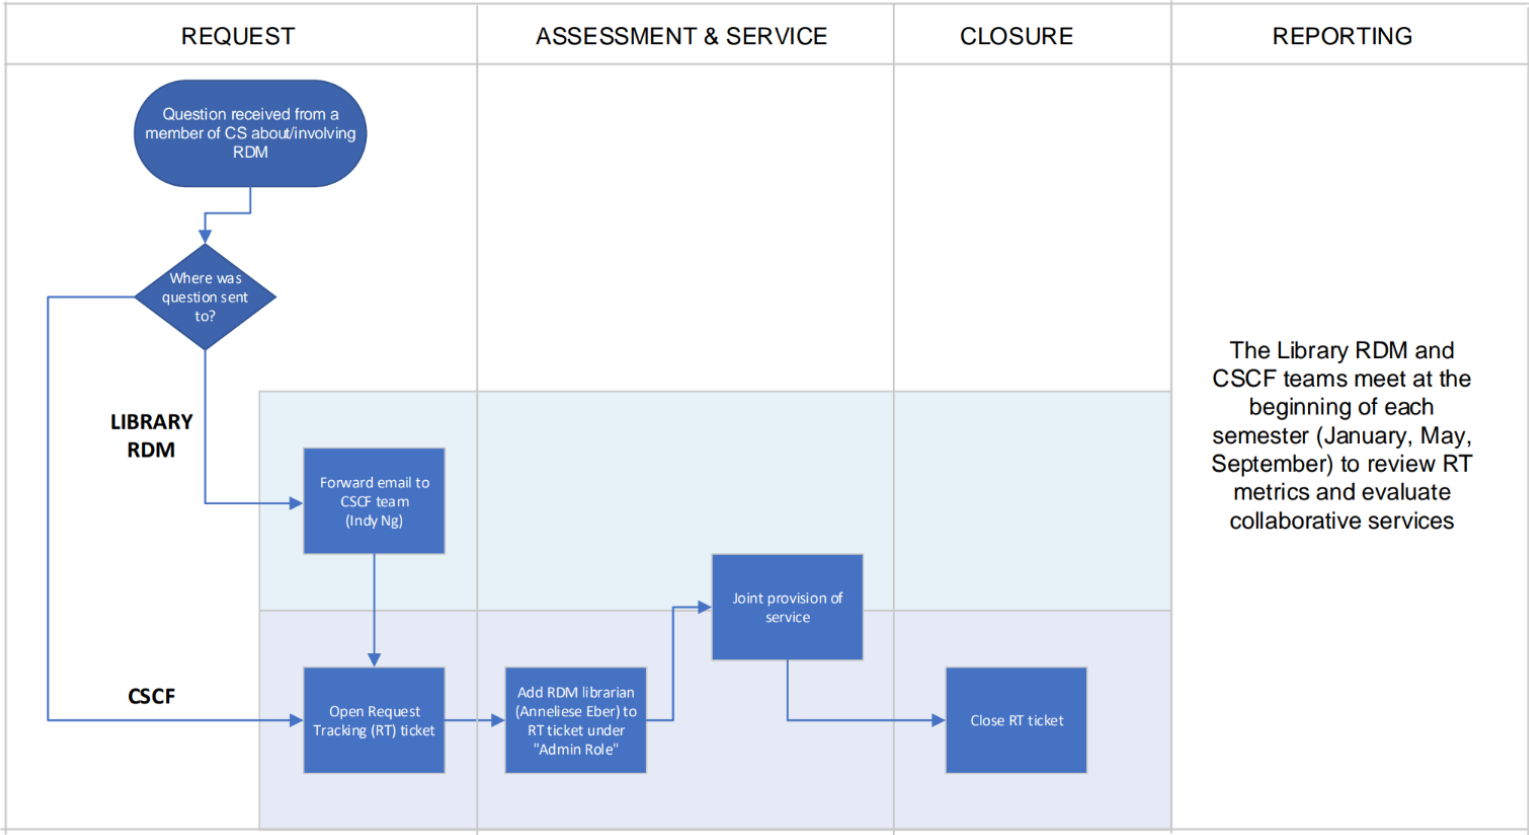 REQUEST
ASSESSMENT & SERVICE
CLOSURE
REPORTING
Question received from a
member of CS about/involving
RDM
Where was
question sent
to?
LIBRARY
RDM
Forward email to
CSCF team
(Indy Ng)
CSCF
Open Request
Tracking (RT) ticket
Add RDM librarian
(Anneliese Eber) to
RT ticket under
"Admin Role"
Joint provision of
service
Close RT ticket
The Library RDM and
CSCF teams meet at the
beginning of each
semester (January, May,
September) to review RT
metrics and evaluate
collaborative services